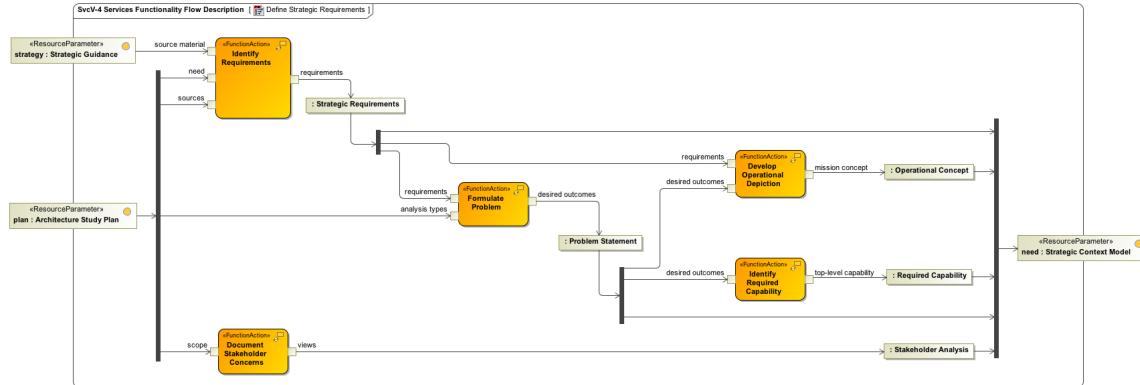 SvcV-4 Services Functionality Flow Description [ Define Strategic Requirements ]
«ResourceParameter»
strategy : Strategic Guidance
source material
«FunctionAction»
Identify
Requirements
need
sources
requirements
: Strategic Requirements
requirements
«FunctionAction»
Develop
Operational
Depiction
desired outcomes
mission concept
: Operational Concept
«ResourceParameter»
plan : Architecture Study Plan
requirements
analysis types
«FunctionAction»
Formulate
Problem
desired outcomes
: Problem Statement
desired outcomes
«FunctionAction»
Identify
Required
Capability
top-level capability
: Required Capability
«ResourceParameter»
need : Strategic Context Model
scope
«FunctionAction»
Document
Stakeholder
Concerns
views
: Stakeholder Analysis